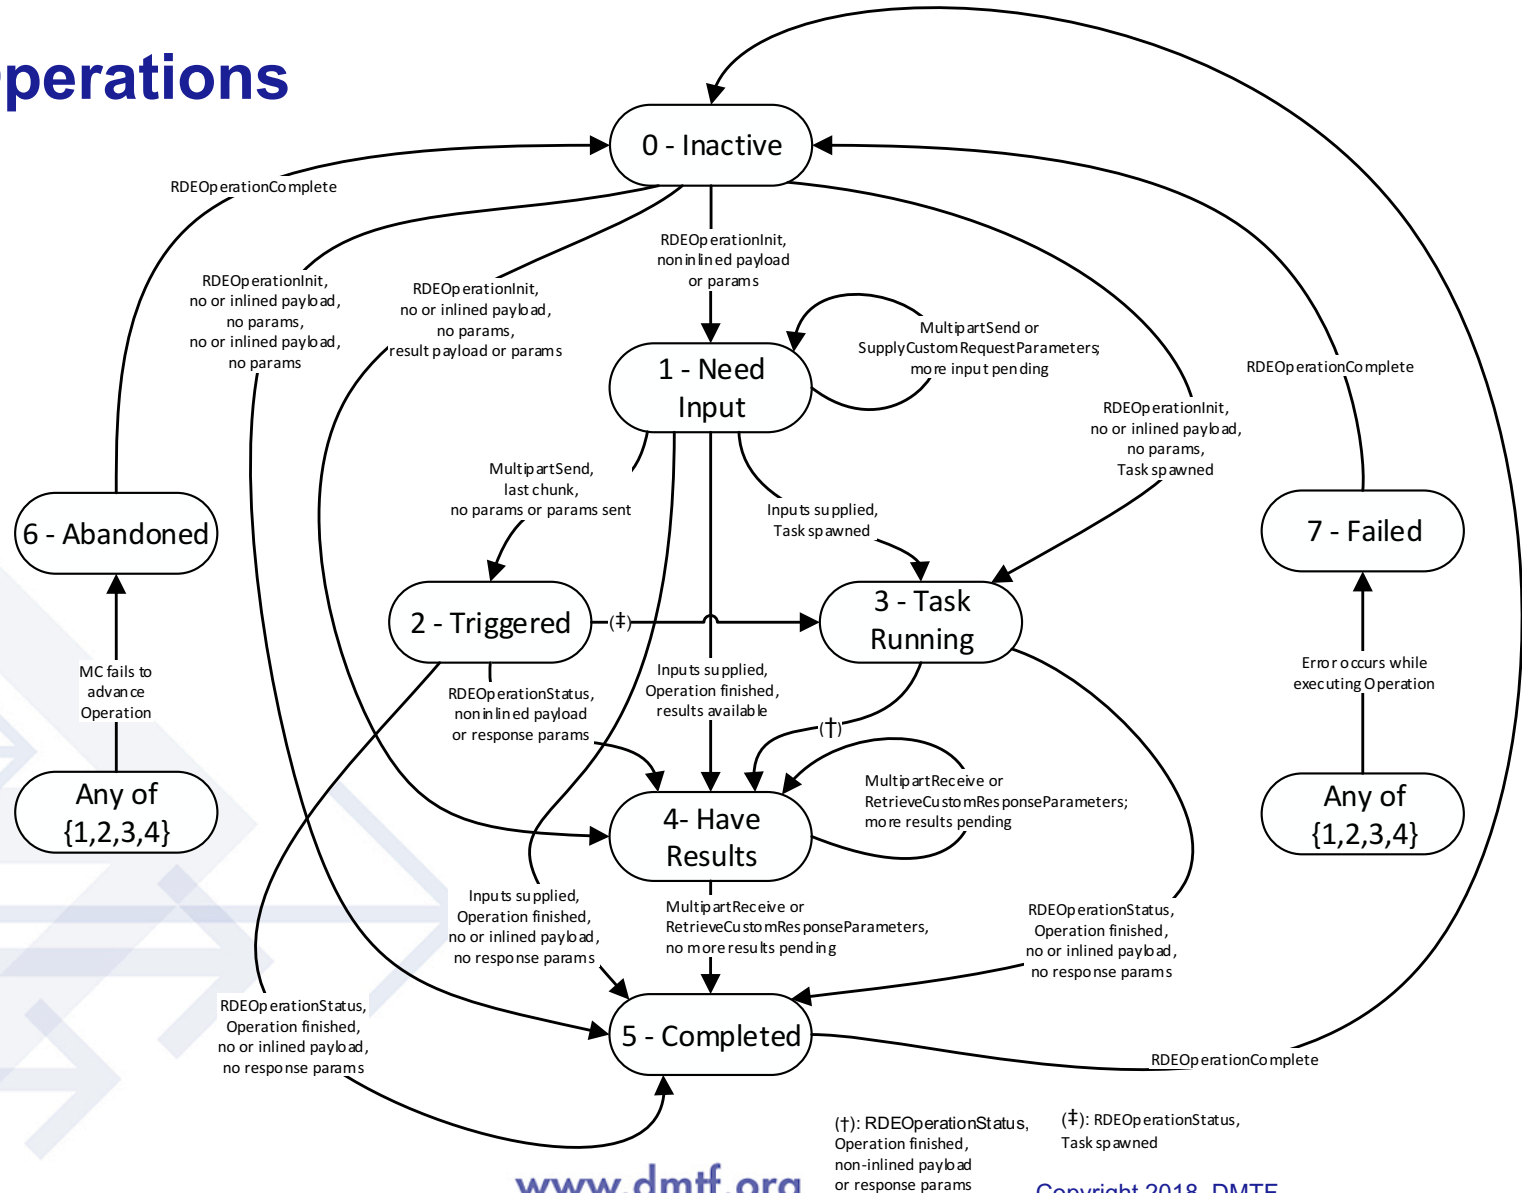 perations
0 - Inactive
RDEOperationComplete
RDEOperationInit,
noninlined payload
or params
RDEOperationInit,
no or inlined payload,
no params,
no or inlined payload,
no params
RDEOperationInit,
no or inlined payload,
no params,
result payload or params
MultipartSend or
SupplyCustomRequestParameters;
more input pending
1 - Need
Input
RDEOperationComplete
RDEOperationInit,
no or inlined payload,
no params,
Task spawned
MultipartSend,
last chunk,
no params or params sent
Inputs supplied,
Task spawned
6 - Abandoned
7 - Failed
2 - Triggered
(‡)
3 - Task
Running
MC fails to
advance
Operation
RDEOperationStatus,
noninlined payload
or response params
Inputs supplied,
Operation finished,
results available
(†)
Error occurs while
executing Operation
Any of
{1,2,3,4}
4- Have
Results
MultipartReceive or
RetrieveCustomResponseParameters;
more results pending
Any of
{1,2,3,4}
Inputs supplied,
Operation finished,
no or inlined payload,
no response params
MultipartReceive or
RetrieveCustomResponseParameters,
no more results pending
RDEOperationStatus,
Operation finished,
no or inlined payload,
no response params
RDEOperationStatus,
Operation finished,
no or inlined payload,
no response params
5 - Completed
RDEOperationComplete
(†): RDEOperationStatus,
Operation finished,
non-inlined payload
or response params
(‡): RDEOperationStatus,
Task spawned
www.dmtf.org
Copyright 2018 DMTF